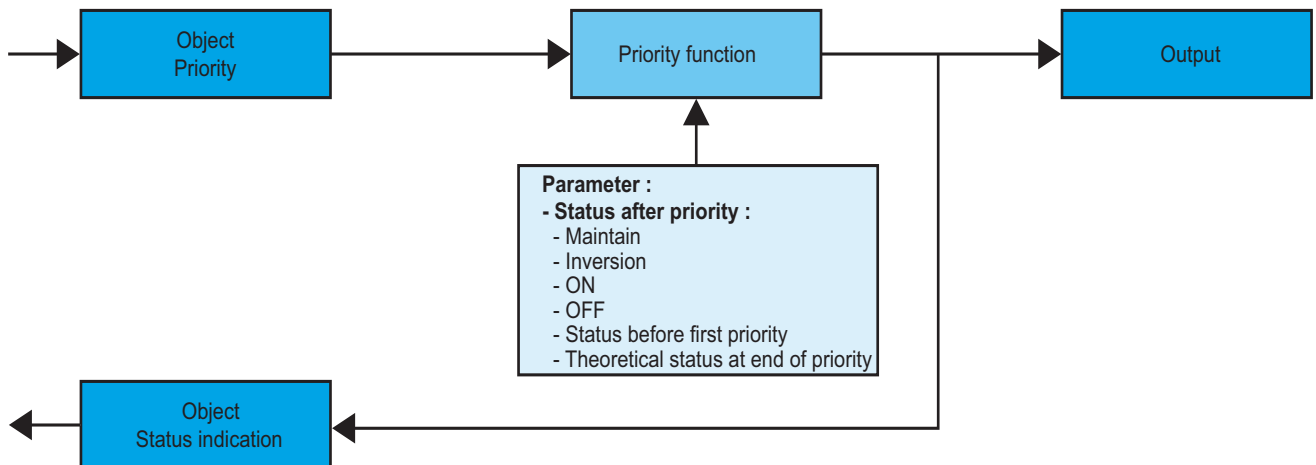 Object
Priority
Priority function
Output
Parameter :
- Status after priority :
- Maintain
- Inversion
- ON
- OFF
- Status before first priority
- Theoretical status at end of priority
Object
Status indication